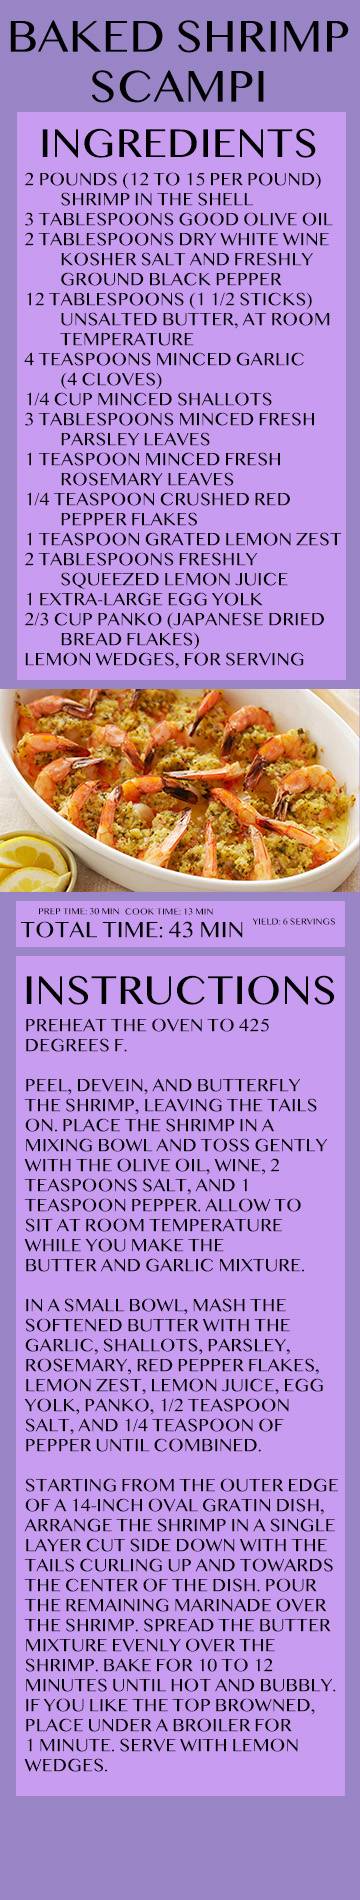 BAKED SHRIMP
SCAMPI
INGREDIENTS
2 POUNDS (12 TO 15 PER POUND)
SHRIMP IN THE SHELL
3 TABLESPOONS GOOD OLIVE OIL
2 TABLESPOONS DRY WHITE WINE
KOSHER SALT AND FRESHLY
GROUND BLACK PEPPER
12 TABLESPOONS (1 1/2 STICKS)
UNSALTED BUTTER, AT ROOM
TEMPERATURE
4 TEASPOONS MINCED GARLIC
(4 CLOVES)
1/4 CUP MINCED SHALLOTS
3 TABLESPOONS MINCED FRESH
PARSLEY LEAVES
1 TEASPOON MINCED FRESH
ROSEMARY LEAVES
1/4 TEASPOON CRUSHED RED
PEPPER FLAKES
1 TEASPOON GRATED LEMON ZEST
2 TABLESPOONS FRESHLY
SQUEEZED LEMON JUICE
1 EXTRA-LARGE EGG YOLK
2/3 CUP PANKO (JAPANESE DRIED
BREAD FLAKES)
LEMON WEDGES, FOR SERVING
PREP TIME: 30 MIN COOK TIME: 13 MIN
TOTAL TIME: 43 MIN
YIELD: 6 SERVINGS
INSTRUCTIONS
PREHEAT THE OVEN TO 425
DEGREES F.
PEEL, DEVEIN, AND BUTTERFLY
THE SHRIMP, LEAVING THE TAILS
ON. PLACE THE SHRIMP IN A
MIXING BOWL AND TOSS GENTLY
WITH THE OLIVE OIL, WINE, 2
TEASPOONS SALT, AND 1
TEASPOON PEPPER. ALLOW TO
SIT AT ROOM TEMPERATURE
WHILE YOU MAKE THE
BUTTER AND GARLIC MIXTURE.
IN A SMALL BOWL, MASH THE
SOFTENED BUTTER WITH THE
GARLIC, SHALLOTS, PARSLEY,
ROSEMARY, RED PEPPER FLAKES,
LEMON ZEST, LEMON JUICE, EGG
YOLK, PANKO, 1/2 TEASPOON
SALT, AND 1/4 TEASPOON OF
PEPPER UNTIL COMBINED.
STARTING FROM THE OUTER EDGE
OF A 14-INCH OVAL GRATIN DISH,
ARRANGE THE SHRIMP IN A SINGLE
LAYER CUT SIDE DOWN WITH THE
TAILS CURLING UP AND TOWARDS
THE CENTER OF THE DISH. POUR
THE REMAINING MARINADE OVER
THE SHRIMP. SPREAD THE BUTTER
MIXTURE EVENLY OVER THE
SHRIMP. BAKE FOR 10 TO 12
MINUTES UNTIL HOT AND BUBBLY.
IF YOU LIKE THE TOP BROWNED,
PLACE UNDER A BROILER FOR
1 MINUTE. SERVE WITH LEMON
WEDGES.